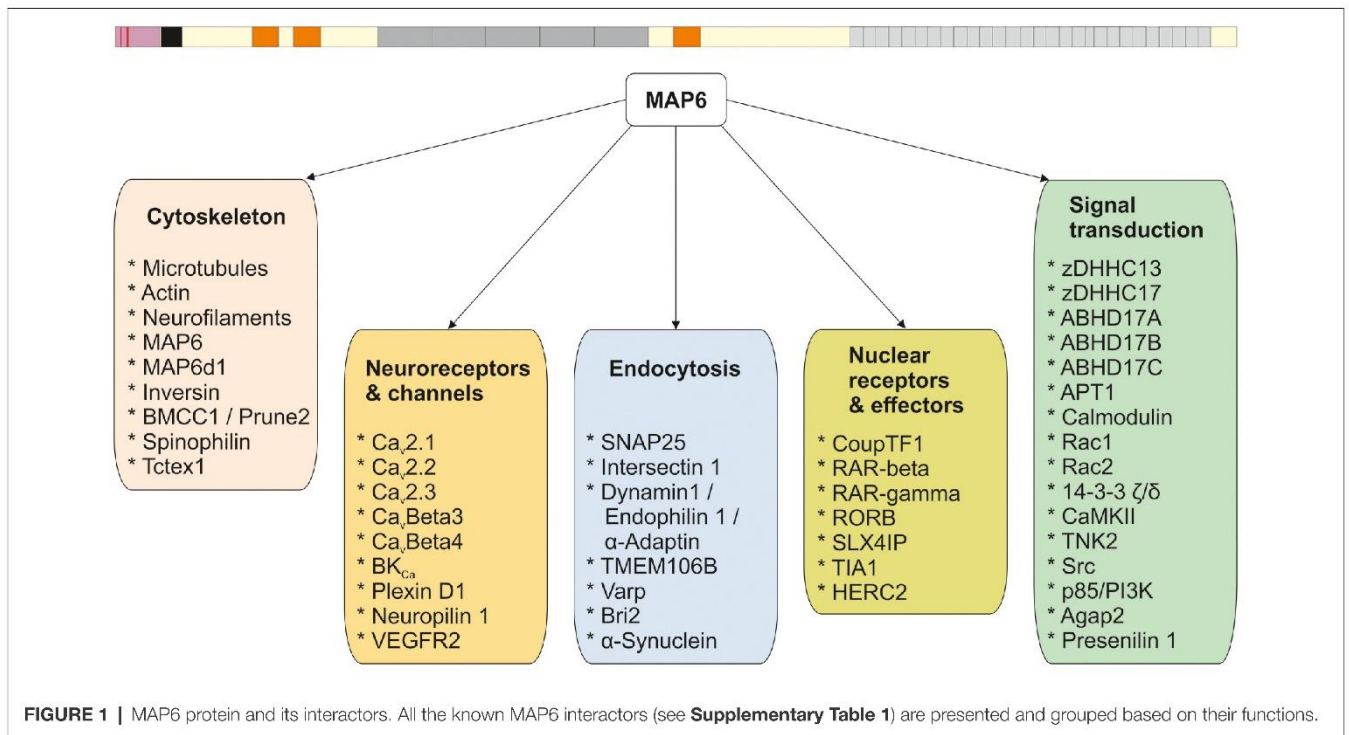 MAP6
Cytoskeleton
* Microtubules
* Actin
* Neurofilaments
* MAP6
* MAP6d1
* Inversin
* BMCC1 / Prune2
* Spinophilin
* Tctex1
Neuroreceptors
& channels
* Cav2.1
* Cav2.2
* Cav2.3
* CavBeta3
* CavBeta4
* BKCa
* Plexin D1
* Neuropilin 1
* VEGFR2
Endocytosis
* SNAP25
* Intersectin 1
* Dynamin1 /
Endophilin 1 /
α-Adaptin
* TMEM106B
* Varp
* Bri2
* α-Synuclein
Nuclear
receptors
& effectors
* CoupTF1
* RAR-beta
* RAR-gamma
* RORB
* SLX4IP
* TIA1
* HERC2
Signal
transduction
* zDHHC13
* zDHHC17
* ABHD17A
* ABHD17B
* ABHD17C
* APT1
* Calmodulin
* Rac1
* Rac2
* 14-3-3 ζ/δ
* CaMKII
* TNK2
* Src
* p85/PI3K
* Agap2
* Presenilin 1
FIGURE 1 | MAP6 protein and its interactors. All the known MAP6 interactors (see Supplementary Table 1) are presented and grouped based on their functions.